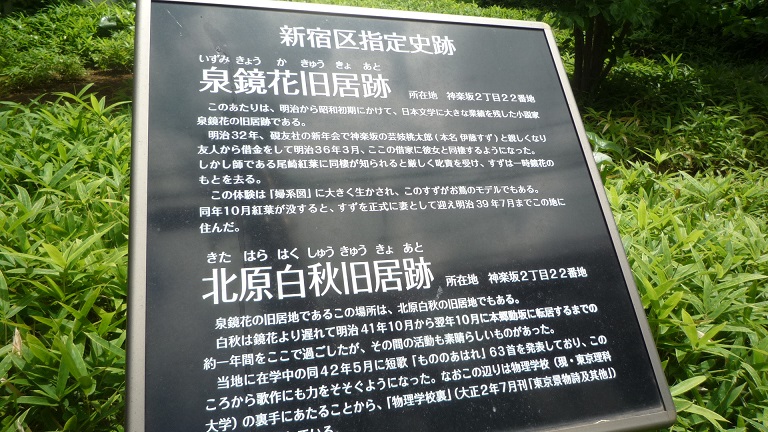 新宿区指定史跡
いずみ きょう か きゅう きょ あと
泉鏡花旧居跡 所在地 神楽坂2丁目22番地
このあたりは、明治から昭和初期にかけて、日本文学に大きな業績を残した小説家
泉鏡花の旧居跡である。
明治32年、硯友社の新年会で神楽坂の芸妓桃太郎(本名 伊藤すず)と親しくなり
友人から借金をして明治36年3月、ここの借家に彼女と同棲するようになった。
しかし師である尾崎紅葉に同棲が知られると厳しく叱責を受け、すずは一時鏡花の
もとを去る。
この体験は「婦系図」に大きく生かされ、このすずがお蔦のモデルでもある。
同年10月紅葉が没すると、すずを正式に妻として迎え明治39年7月までこの地に
住んだ。
きた はら はく しゅう きゅう きょ あと
北原白秋旧居跡 所在地 神楽坂2丁目22番地
泉鏡花の旧居地であるこの場所は、北原白秋の旧居地でもある。
白秋は鏡花より遅れて明治41年10月から翌年10月に本郷動坂に転居するまでの
約一年間をここで過ごしたが、その間の活動も素晴らしいものがあった。
当地に在学中の同42年5月に短歌「もののあはれ」63首を発表しており、この
ころから歌作にも力をそそぐようになった。なおこの辺りは物理学校(現・東京理科
大学)の裏手にあたることから、「物理学校裏」(大正2年7月刊「東京景物詩及其他」)
ている。